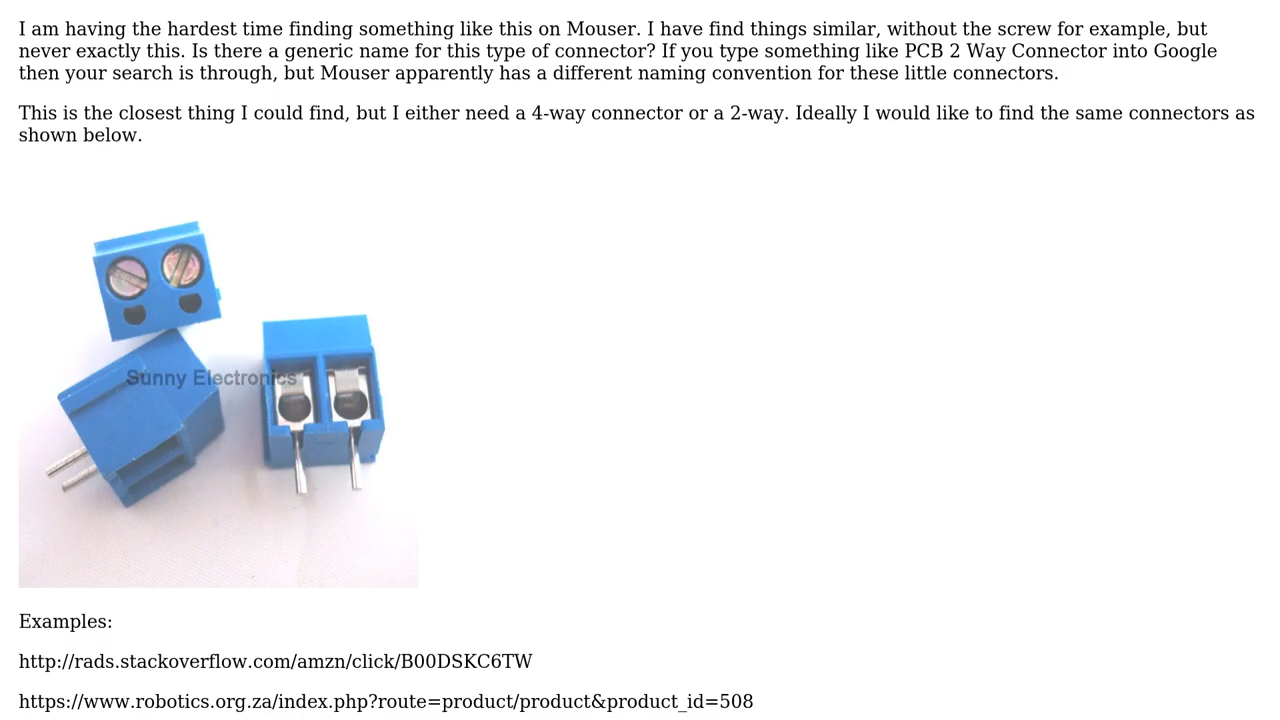 I am having the hardest time finding something like this on Mouser. I have find things similar, without the screw for example, but
never exactly this. Is there a generic name for this type of connector? If you type something like PCB 2 Way Connector into Google
then your search is through, but Mouser apparently has a different naming convention for these little connectors.
This is the closest thing I could find, but I either need a 4-way connector or a 2-way. Ideally I would like to find the same connectors as
shown below.
Sunny Electronics
Examples:
http://rads.stackoverflow.com/amzn/click/B00DSKC6TW
https://www.robotics.org.za/index.php?route=product/product&product_id=508